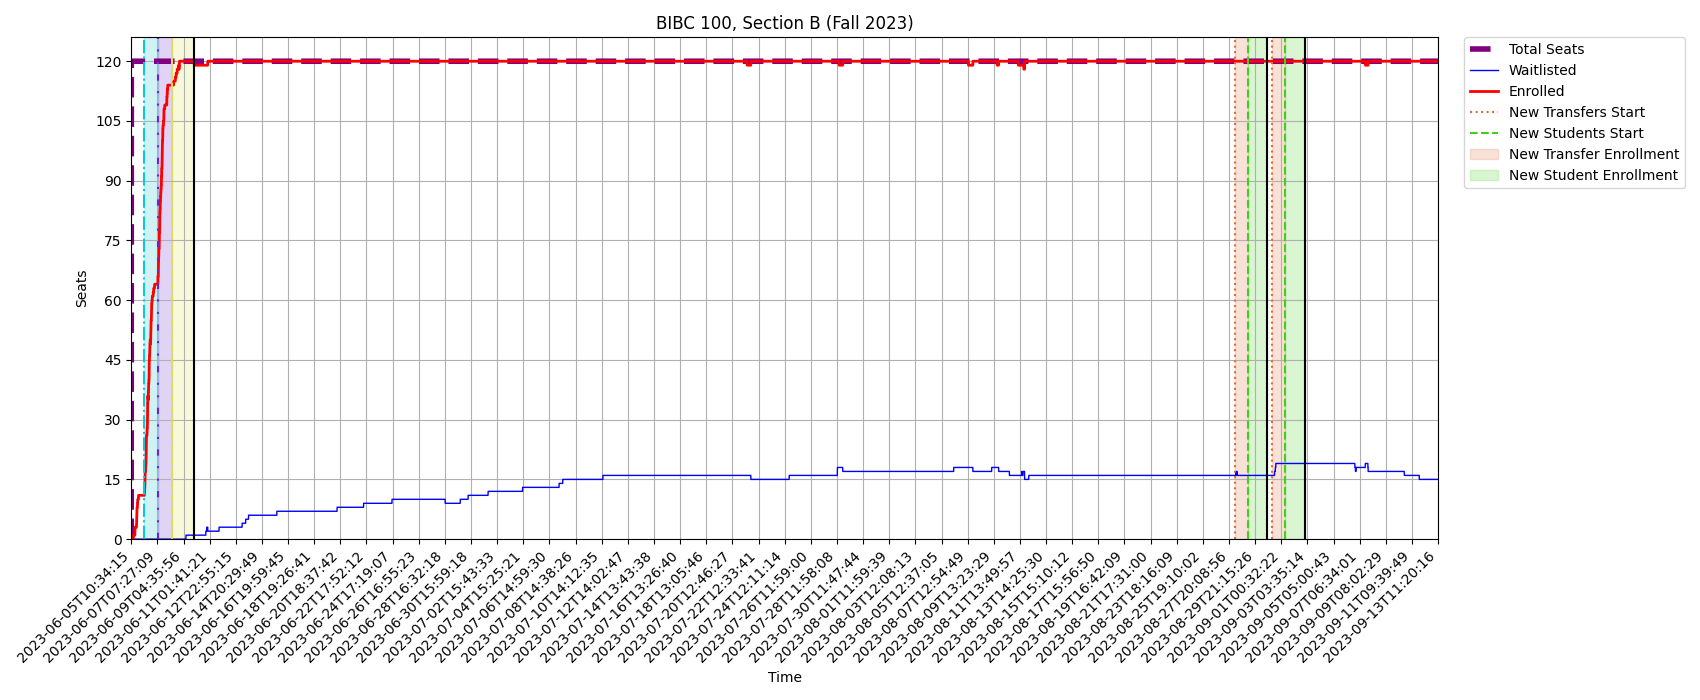 BIBC 100, Section B (Fall 2023)
Total Seats
Waitlisted
Enrolled
New Transfers Start
New Students Start
New Transfer Enrollment
New Student Enrollment
Seats
120
105
90
75
60
45
30
15
0
2023-06-05T10:34:15
2023-06-07T07:27:09
2023-06-09T04:35:56
2023-06-11T01:41:21
2023-06-12T22:55:15
2023-06-14T20:29:49
2023-06-16T19:59:45
2023-06-18T19:26:41
2023-06-20T18:37:42
2023-06-22T17:52:12
2023-06-24T17:19:07
2023-06-26T16:55:23
2023-06-28T16:32:18
2023-06-30T15:59:18
2023-07-02T15:43:33
2023-07-04T15:25:21
2023-07-06T14:59:30
2023-07-08T14:38:26
2023-07-10T14:12:35
2023-07-12T14:02:47
2023-07-14T13:43:38
2023-07-16T13:26:40
2023-07-18T13:05:46
2023-07-20T12:46:27
2023-07-22T12:33:41
2023-07-24T12:11:14
2023-07-26T11:59:00
2023-07-28T11:58:08
2023-07-30T11:47:44
2023-08-01T11:59:39
2023-08-03T12:08:13
2023-08-05T12:37:05
2023-08-07T12:54:49
2023-08-09T13:23:29
2023-08-11T13:49:57
2023-08-13T14:25:30
2023-08-15T15:10:12
2023-08-17T15:56:50
2023-08-19T16:42:09
2023-08-21T17:31:00
2023-08-23T18:16:09
2023-08-25T19:10:02
2023-08-27T20:08:56
2023-08-29T21:15:26
2023-09-01T00:32:22
2023-09-03T03:35:14
2023-09-05T05:00:43
2023-09-07T06:34:01
2023-09-09T08:02:29
2023-09-11T09:39:49
2023-09-13T11:20:16
Time